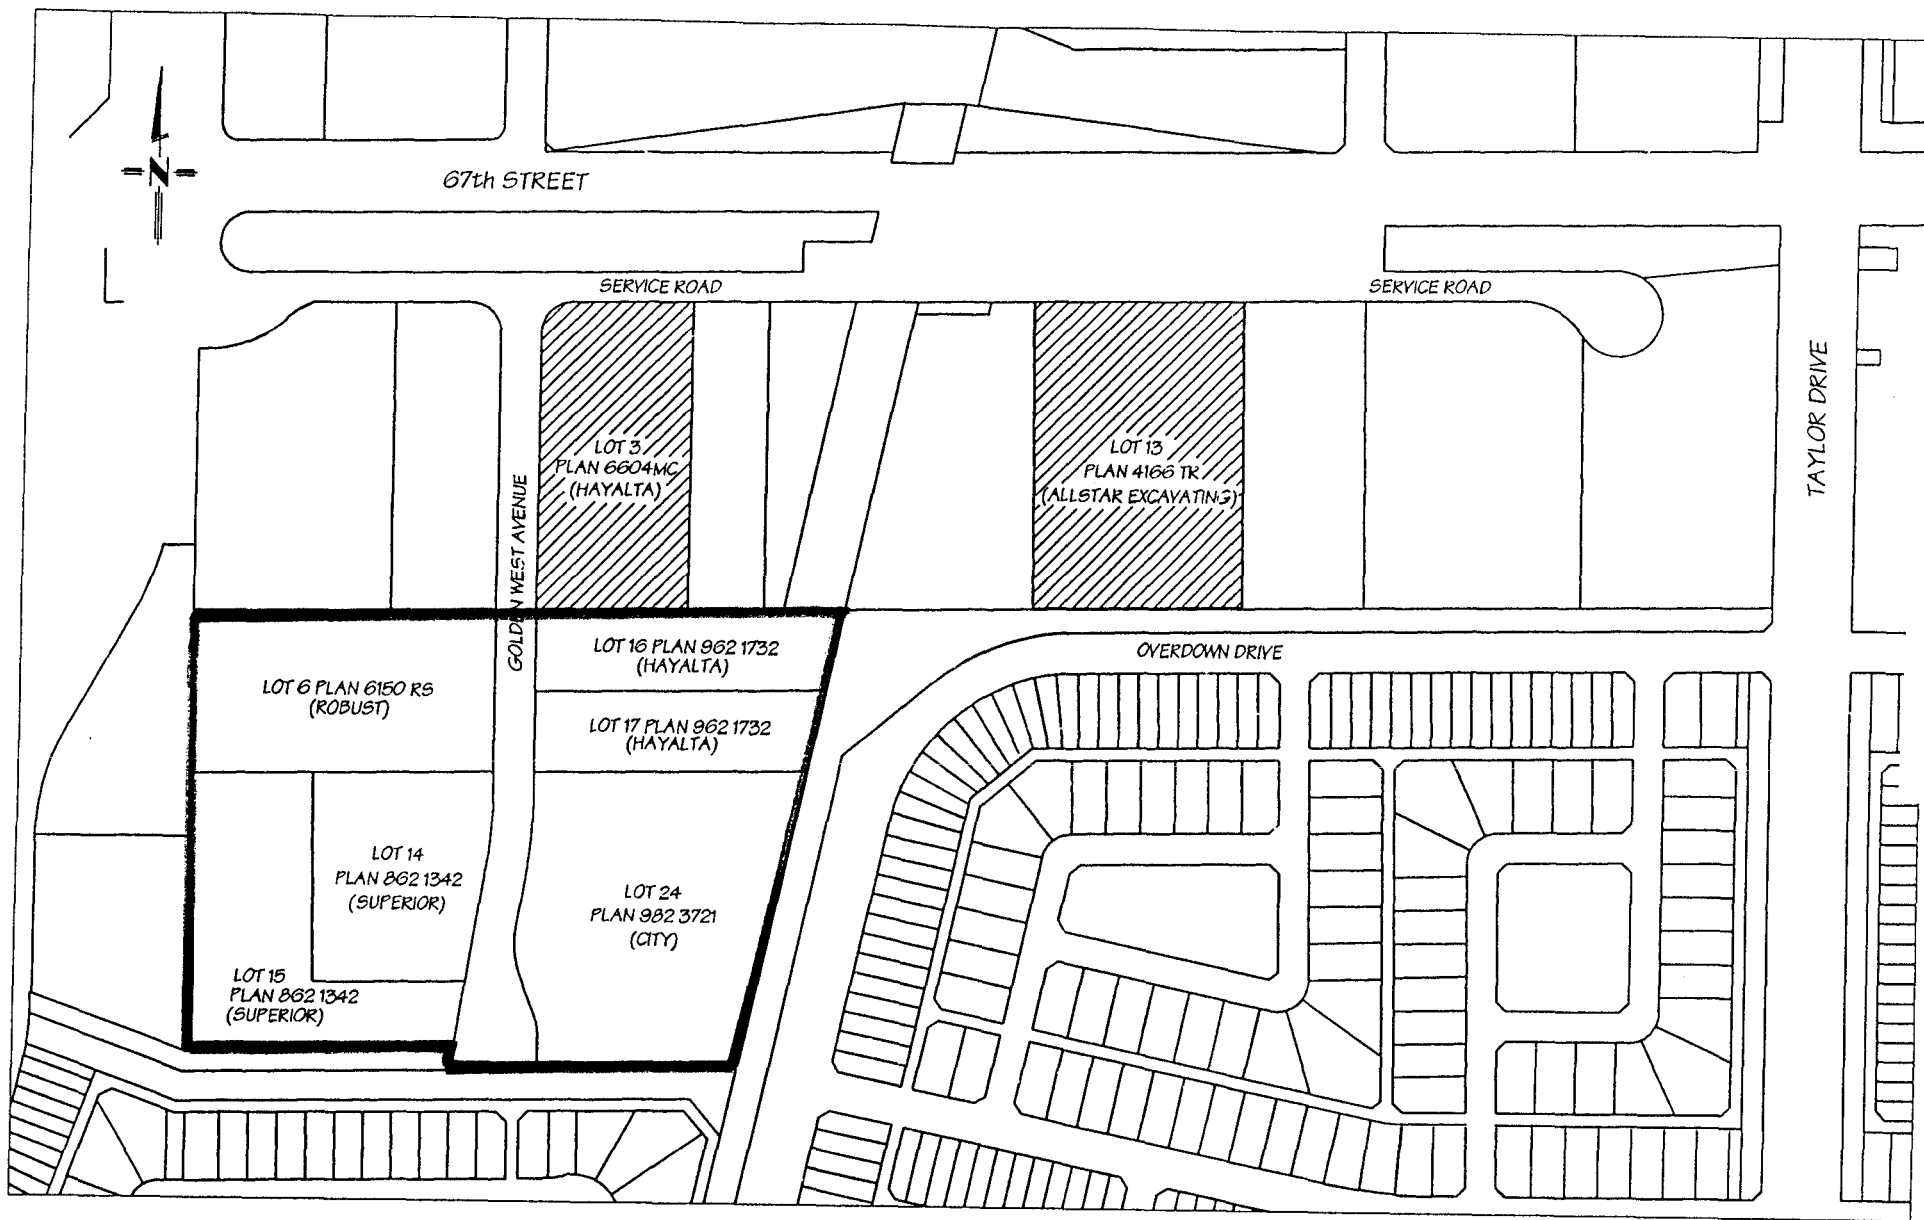 N
67th STREET
SERVICE ROAD
SERVICE ROAD
TAYLOR DRIVE
LOT 3
PLAN 6604MC
(HAYALTA)
LOT 13
PLAN 4166 TR
(ALLSTAR EXCAVATING)
GOLDEN WEST AVENUE
OVERDOWN DRIVE
LOT 16 PLAN 962 1732
(HAYALTA)
LOT 6 PLAN 6150 RS
(ROBUST)
LOT 17 PLAN 962 1732
(HAYALTA)
LOT 14
PLAN 862 1342
(SUPERIOR)
LOT 24
PLAN 982 3721
(CITY)
LOT 15
PLAN 862 1342
(SUPERIOR)